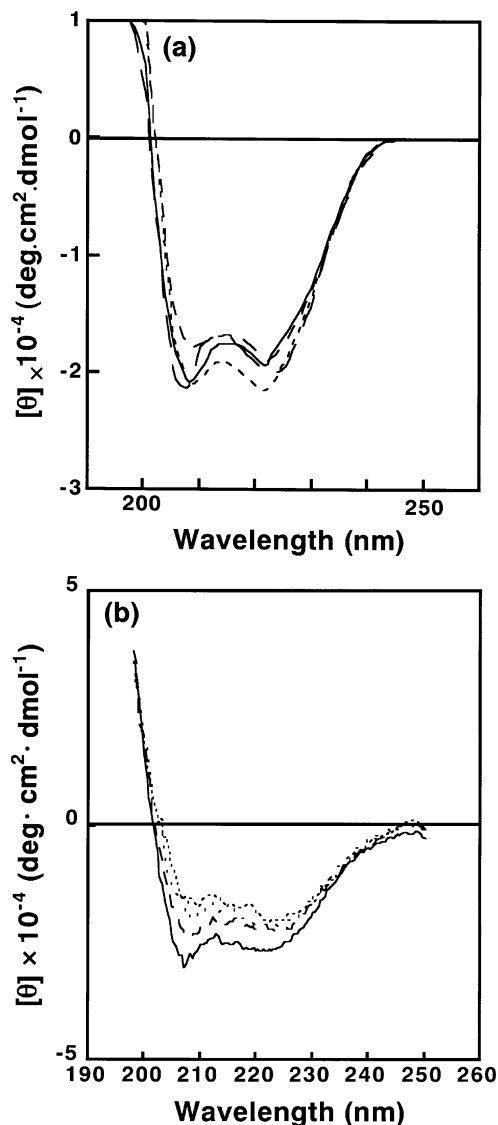 (a)
1
0
-1
-2
-3
200
250
[θ] ×10⁻⁴ (deg.cm².dmol⁻¹)
Wavelength (nm)
(b)
5
0
-5
190 200 210 220 230 240 250 260
[θ] × 10⁻⁴ (deg· cm²· dmol⁻¹)
Wavelength (nm)